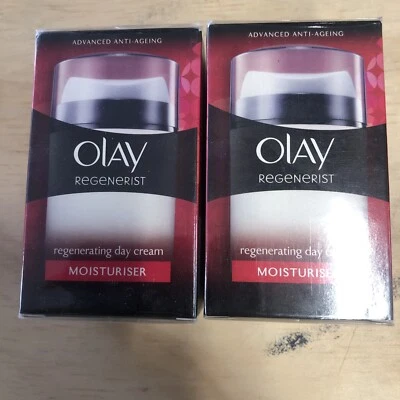 ADVANCED ANTI-AGEING
OLAY
REGENERIST
regenerating day cream
MOISTURISER
ADVANCED ANTI-AGEING
OLAY
REGENERIST
regenerating day
MOISTURISE